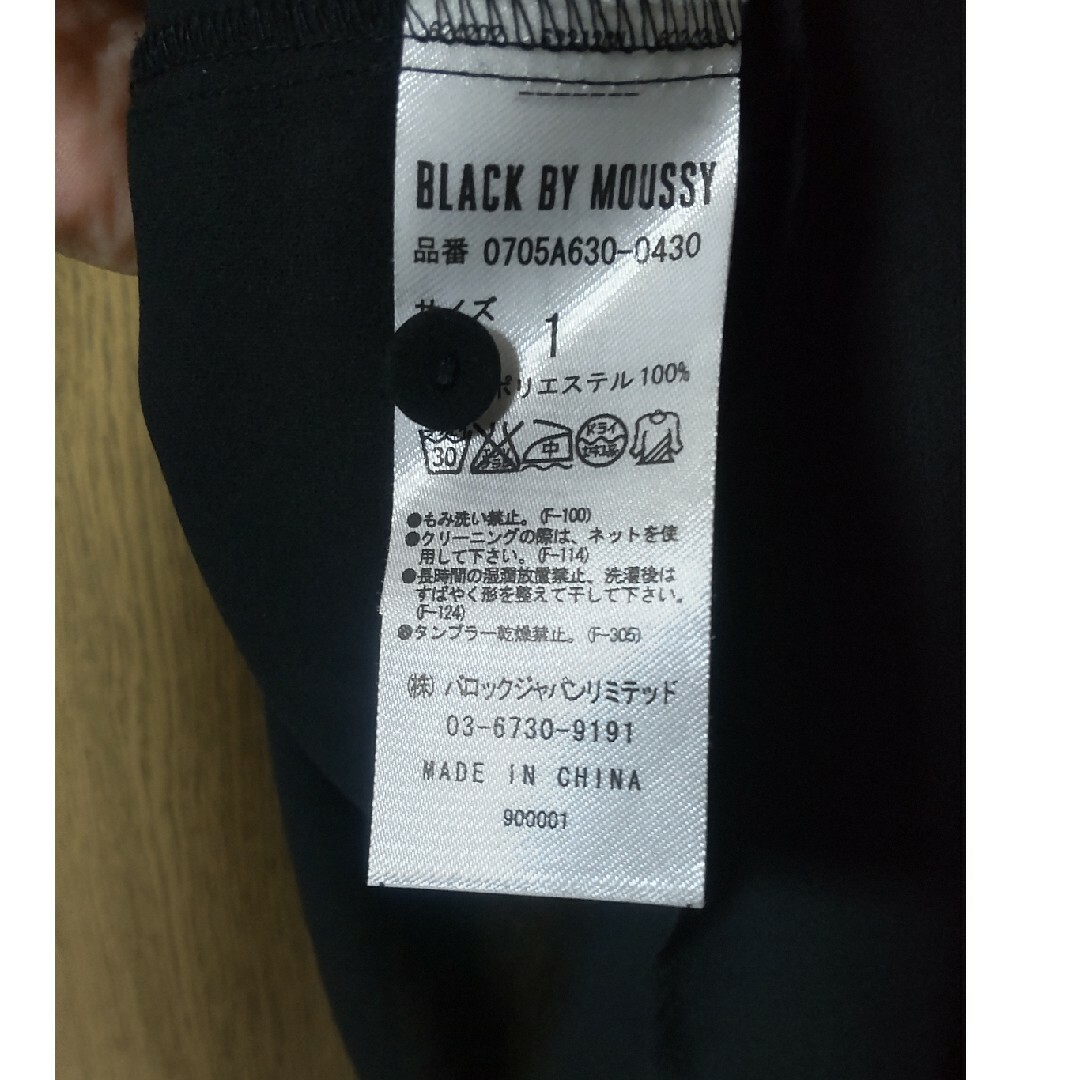 BLACK BY MOUSSY
品番 0705A630-0430
サイズ
1
ポリエステル 100%
30
中
ドライ
●もみ洗い禁止。(F-100)
●クリーニングの際は、ネットを使
用して下さい。(F-114)
●長時間の湿潤放置禁止、洗濯後は
すばやく形を整えて干して下さい。
(F-124)
●タンブラー乾燥禁止。(F-305)
(株)バロックジャパンリミテッド
03-6730-9191
MADE IN CHINA
900001